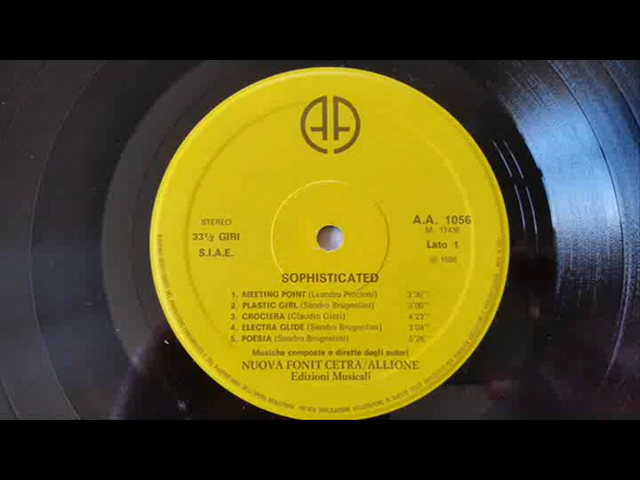 STEREO
33⅓ GIRI
S.I.A.E.
A.A. 1056
Lato 1
SOPHISTICATED
1. MEETING POINT (Leandro Piccioni) 3'30"
2. PLASTIC GIRL (Sandro Brugnolini) 3'00"
3. CROCIERA (Claudio Gizzi) 4'23"
4. ELECTRA GLIDE (Sandro Brugnolini) 3'04"
5. POESIA (Sandro Brugnolini) 3'26"
Musiche composte e dirette dagli autori
NUOVA FONIT CETRA/ALLIONE
Edizioni Musicali